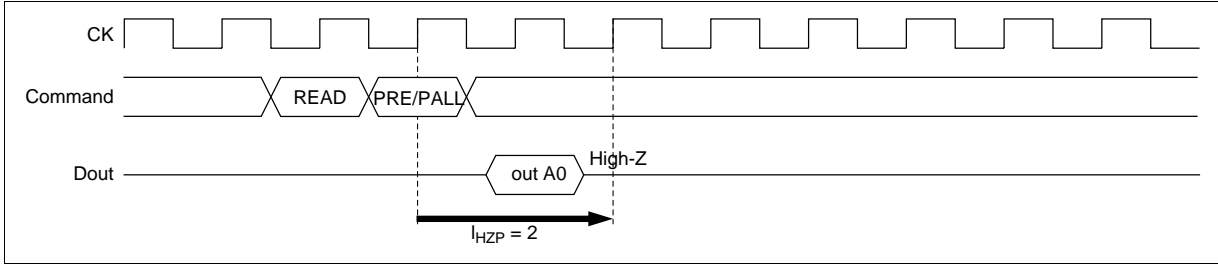 CK
Command
READ
PRE/PALL
Dout
out A0
High-Z
lHZP = 2